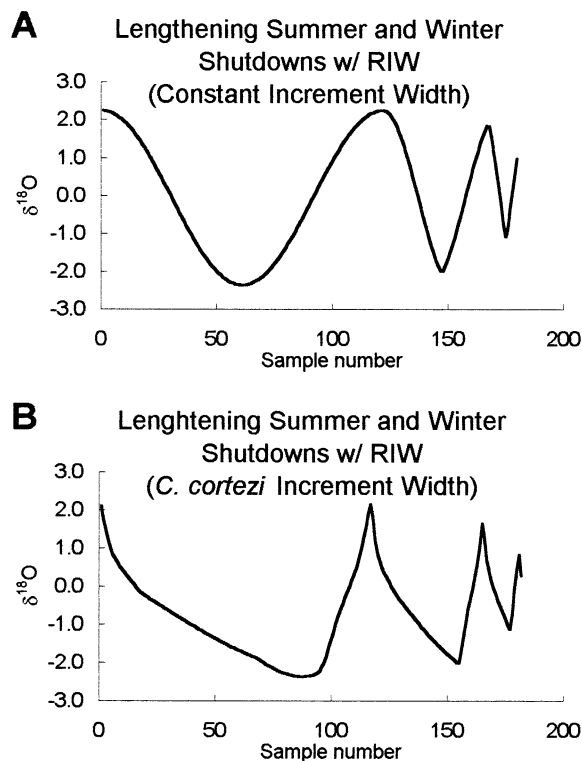 A
Lengthening Summer and Winter
Shutdowns w/ RIW
(Constant Increment Width)
3.0
2.0
1.0
0.0
-1.0
-2.0
-3.0
δ¹⁸O
0 50 100 150 200
Sample number
B
Lenghtening Summer and Winter
Shutdowns w/ RIW
(C. cortezi Increment Width)
3.0
2.0
1.0
0.0
-1.0
-2.0
-3.0
δ¹⁸O
0 50 100 150 200
Sample number